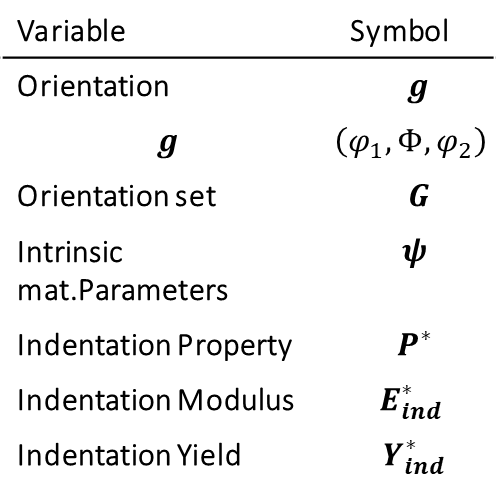 Variable Symbol
Orientation g
g (φ₁, Φ, φ₂)
Orientation set G
Intrinsic ψ
mat.Parameters
Indentation Property P*
Indentation Modulus E*ind
Indentation Yield Y*ind